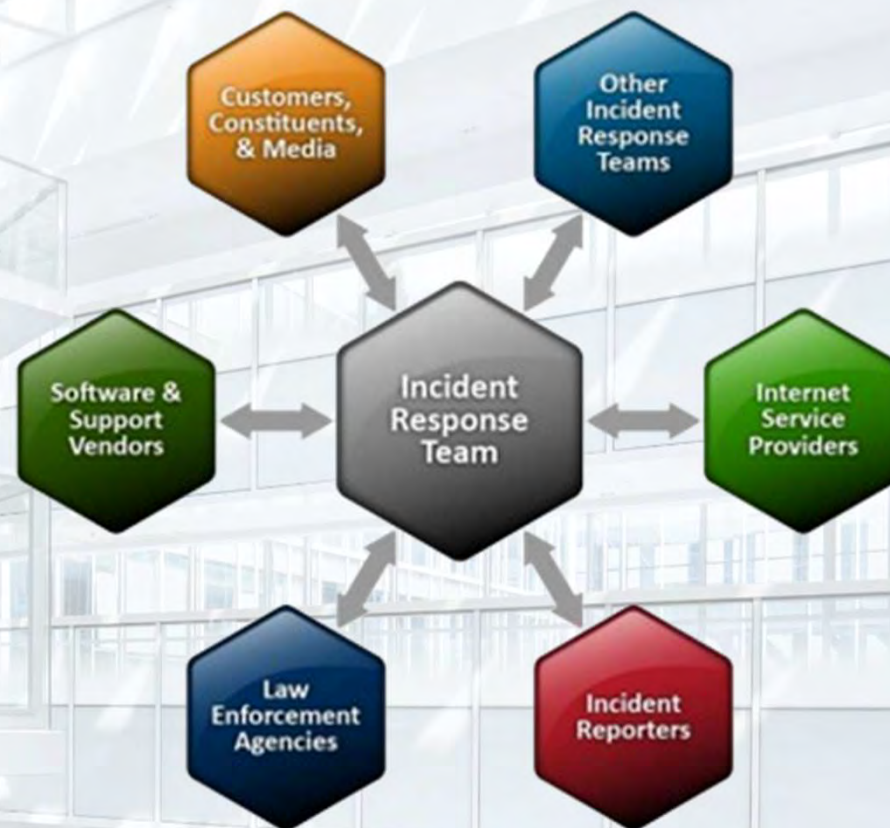 Customers,
Constituents,
& Media
Other
Incident
Response
Teams
Software &
Support
Vendors
Incident
Response
Team
Internet
Service
Providers
Law
Enforcement
Agencies
Incident
Reporters